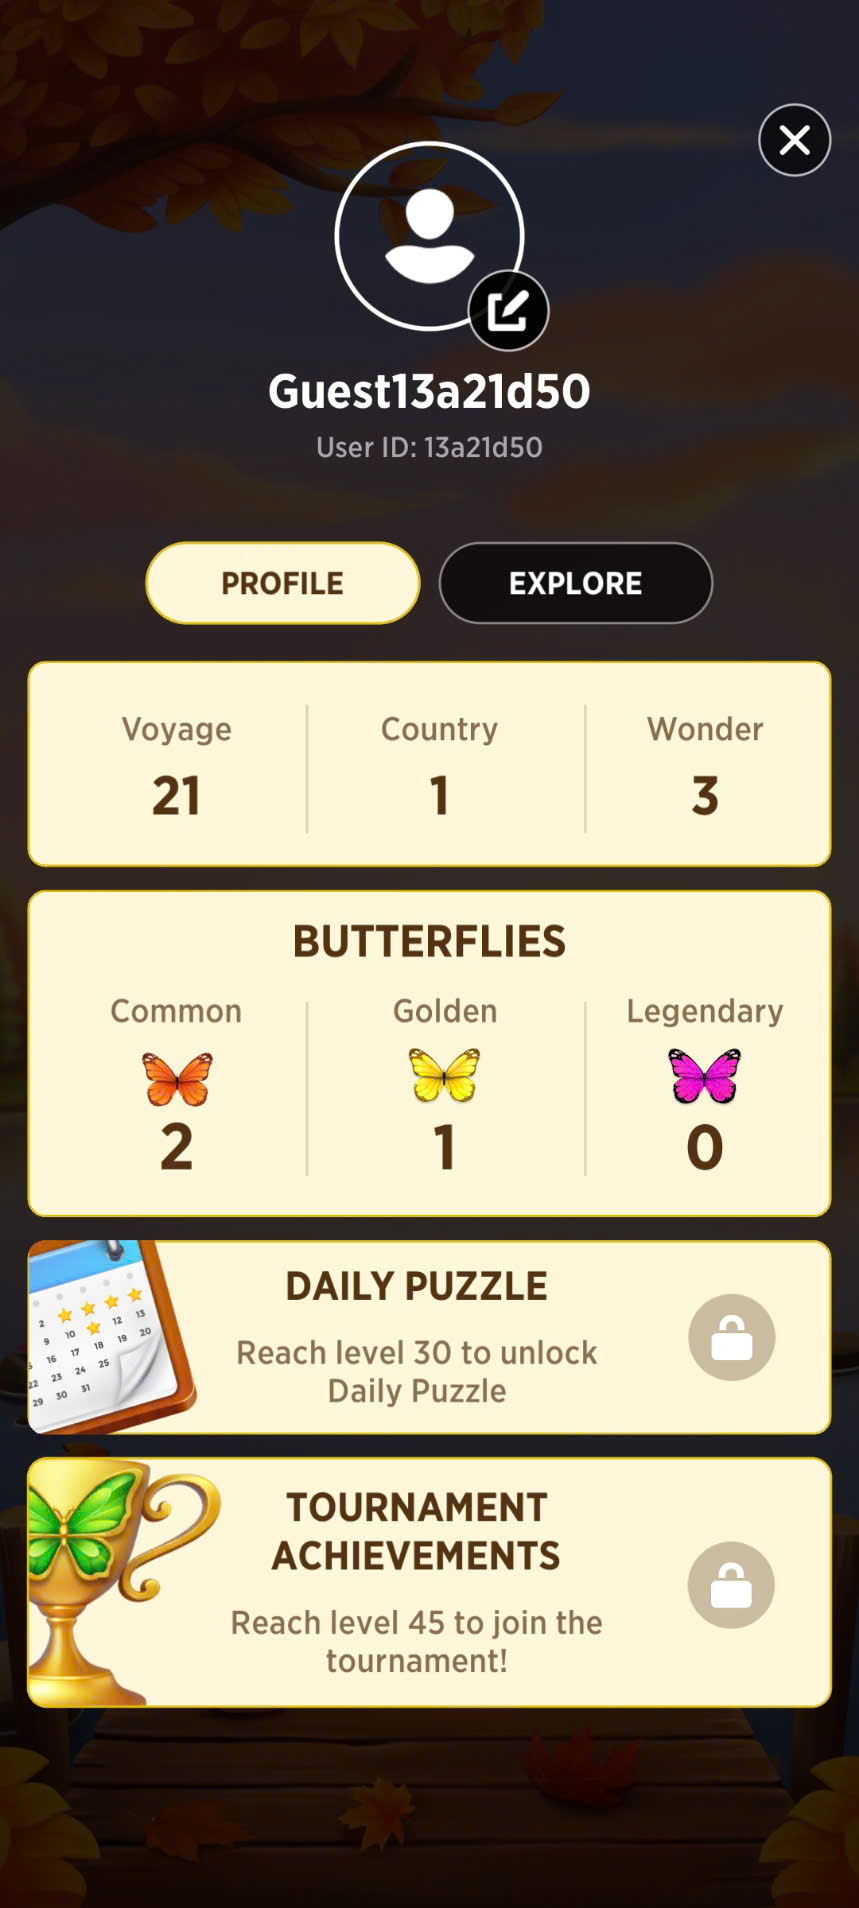 Guest13a21d50
User ID: 13a21d50
PROFILE
EXPLORE
Voyage
21
Country
1
Wonder
3
BUTTERFLIES
Common
2
Golden
1
Legendary
0
2
9 10 12 13
16 17 18 19 20
22 23 24 25
29 30 31
DAILY PUZZLE
Reach level 30 to unlock
Daily Puzzle
TOURNAMENT
ACHIEVEMENTS
Reach level 45 to join the
tournament!